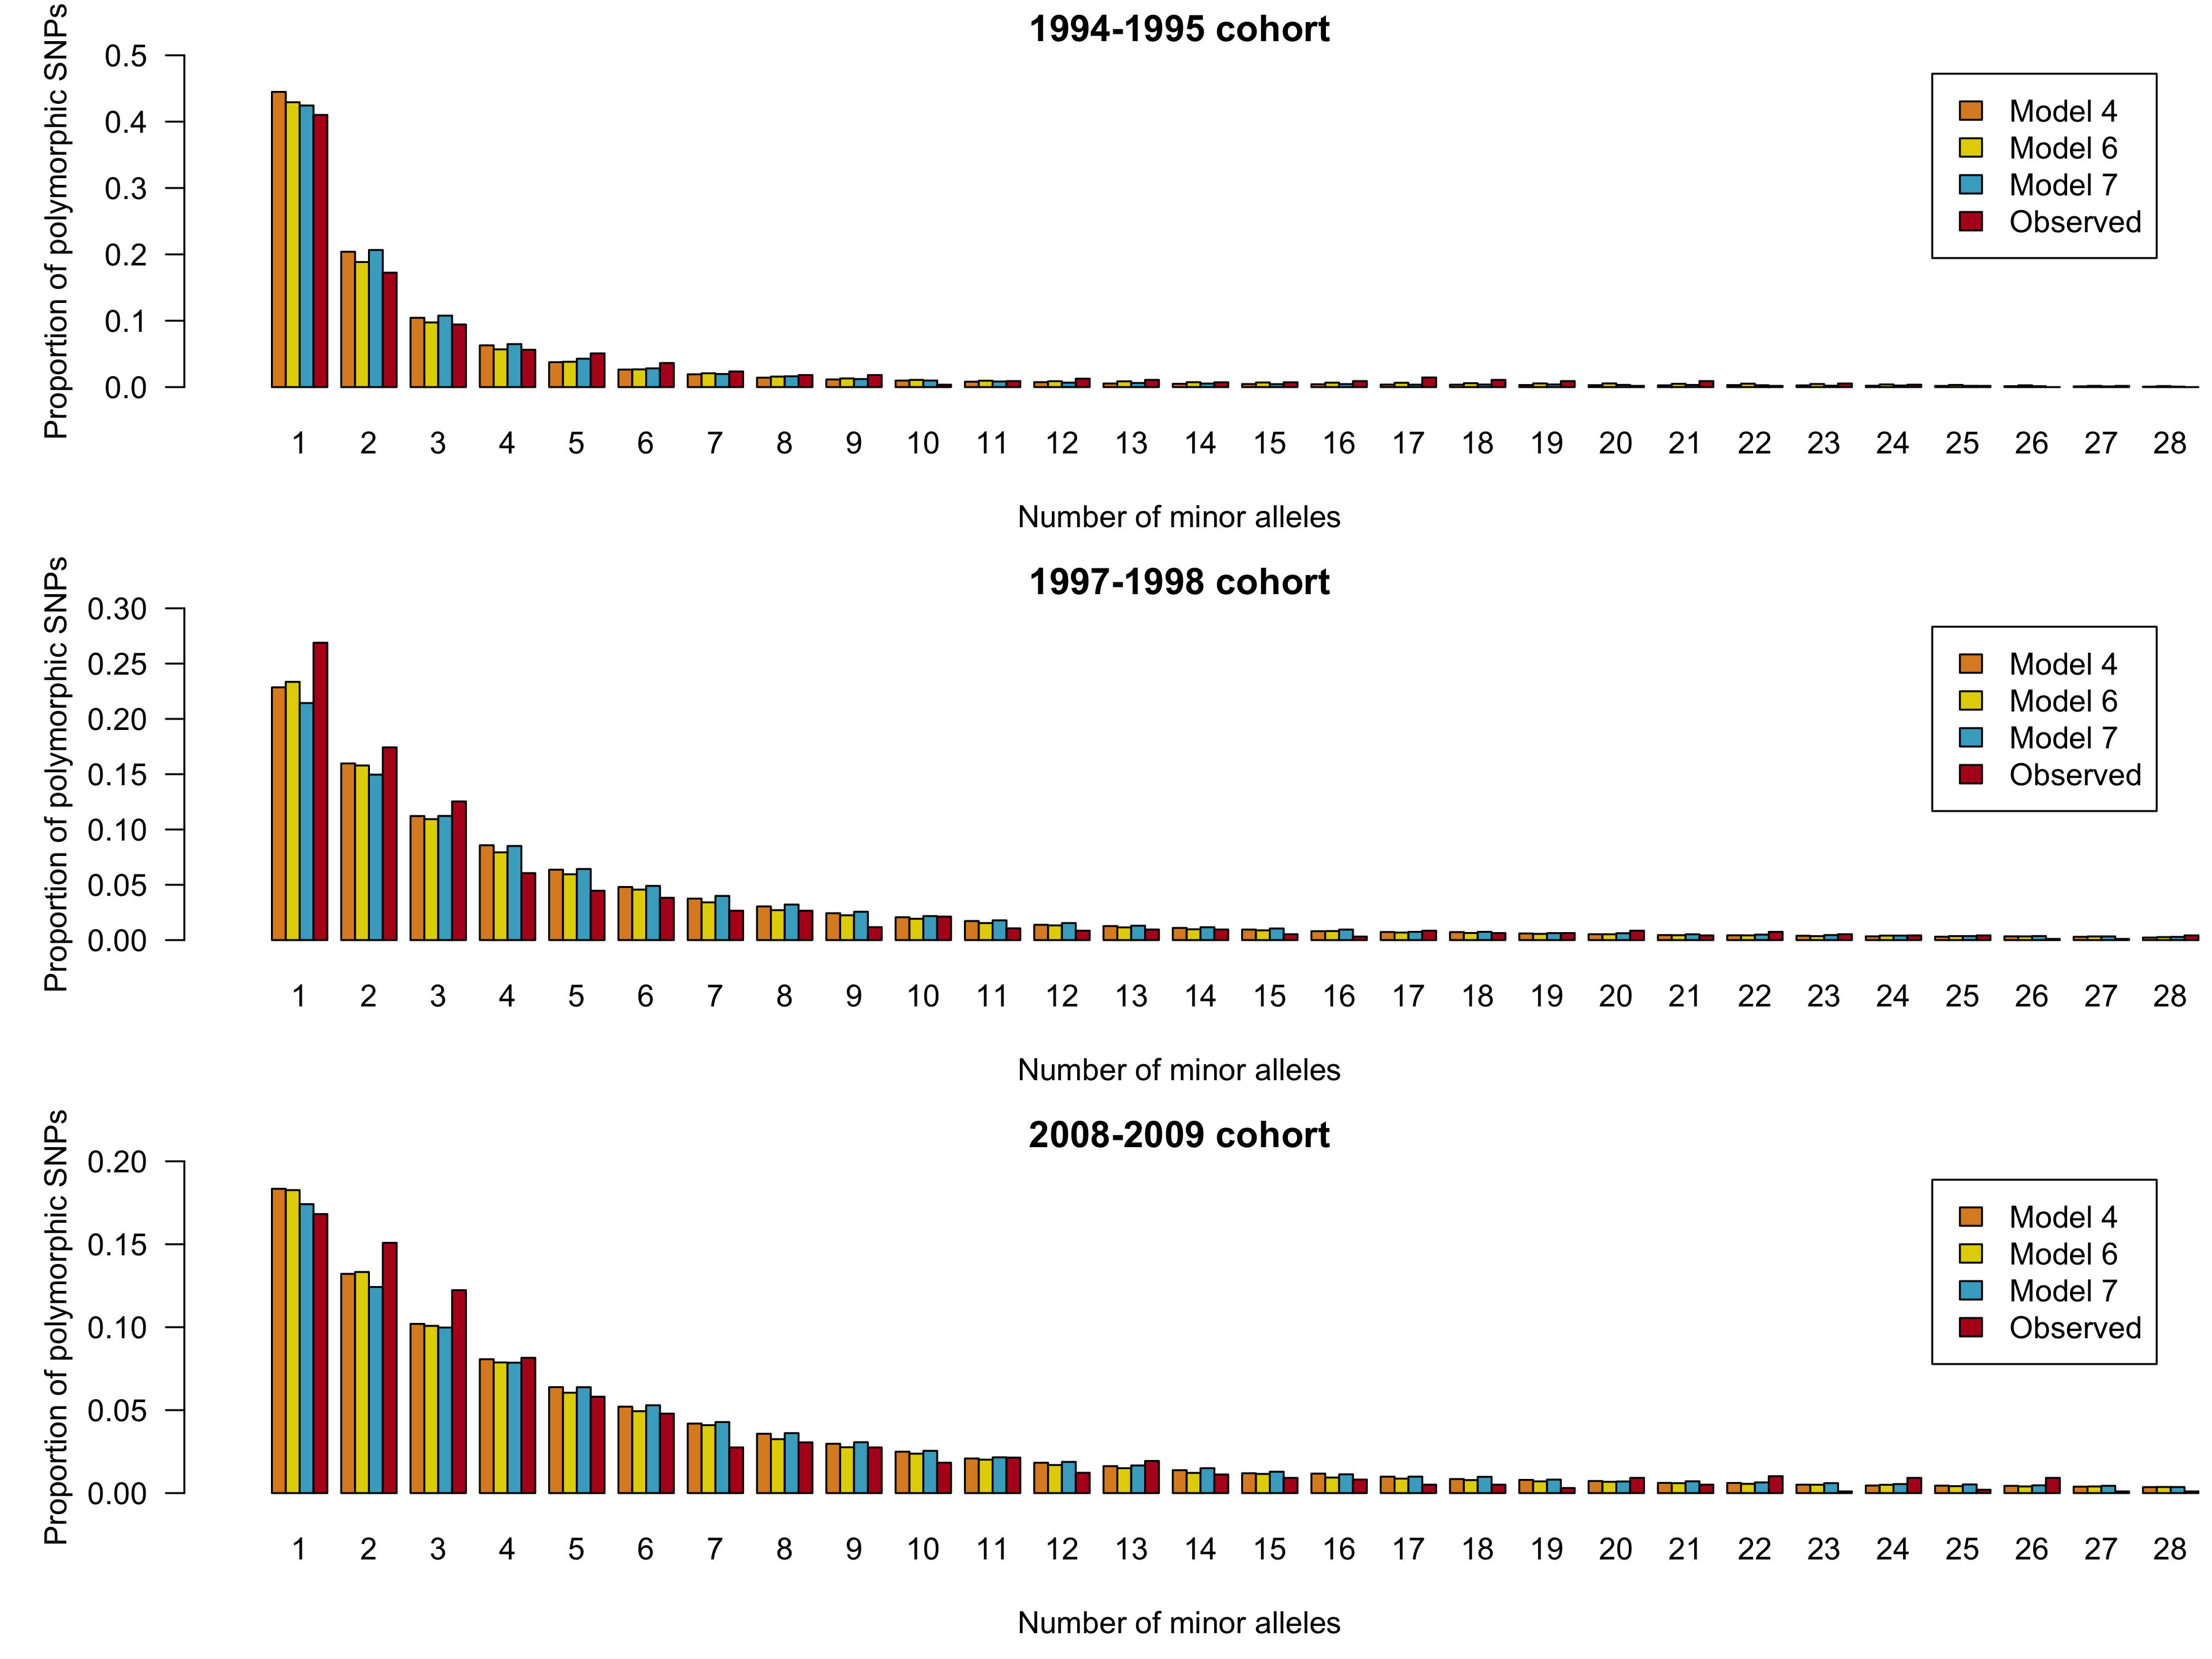 1994-1995 cohort
Proportion of polymorphic SNPs
0.5
0.4
0.3
0.2
0.1
0.0
Model 4
Model 6
Model 7
Observed
1 2 3 4 5 6 7 8 9 10 11 12 13 14 15 16 17 18 19 20 21 22 23 24 25 26 27 28
Number of minor alleles
1997-1998 cohort
Proportion of polymorphic SNPs
0.30
0.25
0.20
0.15
0.10
0.05
0.00
Model 4
Model 6
Model 7
Observed
1 2 3 4 5 6 7 8 9 10 11 12 13 14 15 16 17 18 19 20 21 22 23 24 25 26 27 28
Number of minor alleles
2008-2009 cohort
Proportion of polymorphic SNPs
0.20
0.15
0.10
0.05
0.00
Model 4
Model 6
Model 7
Observed
1 2 3 4 5 6 7 8 9 10 11 12 13 14 15 16 17 18 19 20 21 22 23 24 25 26 27 28
Number of minor alleles